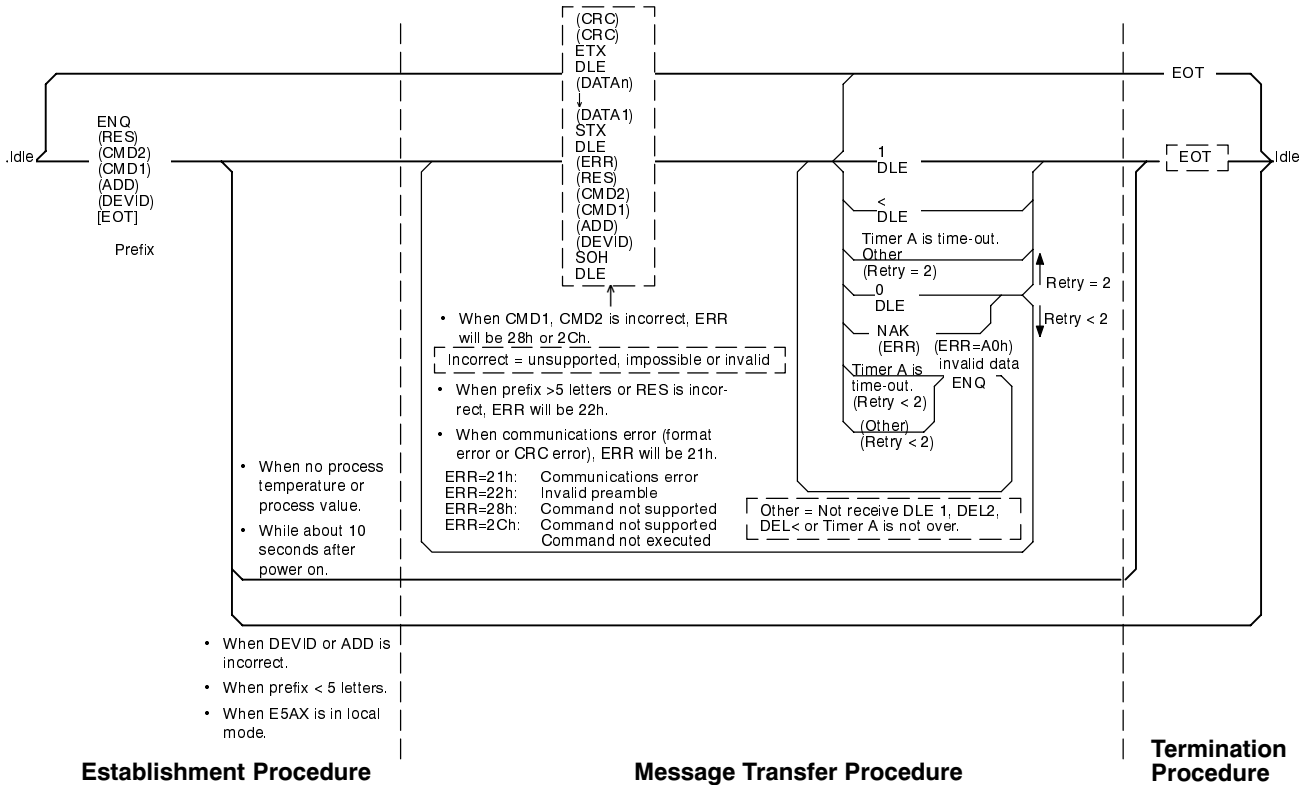 .Idle
ENQ
(RES)
(CMD2)
(CMD1)
(ADD)
(DEVID)
[EOT]
Prefix
• When no process
temperature or
process value.
• While about 10
seconds after
power on.
• When DEVID or ADD is
incorrect.
• When prefix < 5 letters.
• When E5AX is in local
mode.
(CRC)
(CRC)
ETX
DLE
(DATAn)
↓
(DATA1)
STX
DLE
(ERR)
(RES)
(CMD2)
(CMD1)
(ADD)
(DEVID)
SOH
DLE
• When CMD1, CMD2 is incorrect, ERR
will be 28h or 2Ch.
Incorrect = unsupported, impossible or invalid
• When prefix >5 letters or RES is incor-
rect, ERR will be 22h.
• When communications error (format
error or CRC error), ERR will be 21h.
ERR=21h: Communications error
ERR=22h: Invalid preamble
ERR=28h: Command not supported
ERR=2Ch: Command not supported
Command not executed
1
DLE
<
DLE
Timer A is time-out.
Other
(Retry = 2)
0
DLE
NAK
(ERR)
(ERR=A0h)
invalid data
ENQ
Timer A is
time-out.
(Retry < 2)
(Other)
(Retry < 2)
Retry = 2
Retry < 2
Other = Not receive DLE 1, DEL2,
DEL< or Timer A is not over.
EOT
EOT
Idle
Establishment Procedure
Message Transfer Procedure
Termination
Procedure